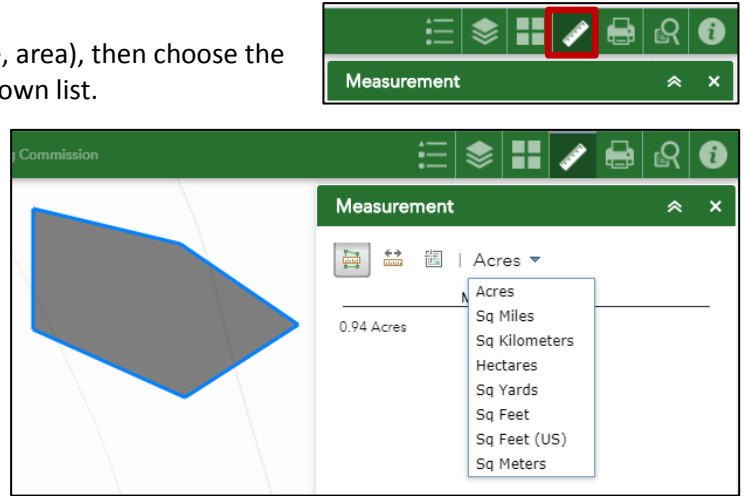 , area), then choose the
own list.
Measurement
g Commission
Measurement
Acres
M
0.94 Acres
Acres
Sq Miles
Sq Kilometers
Hectares
Sq Yards
Sq Feet
Sq Feet (US)
Sq Meters